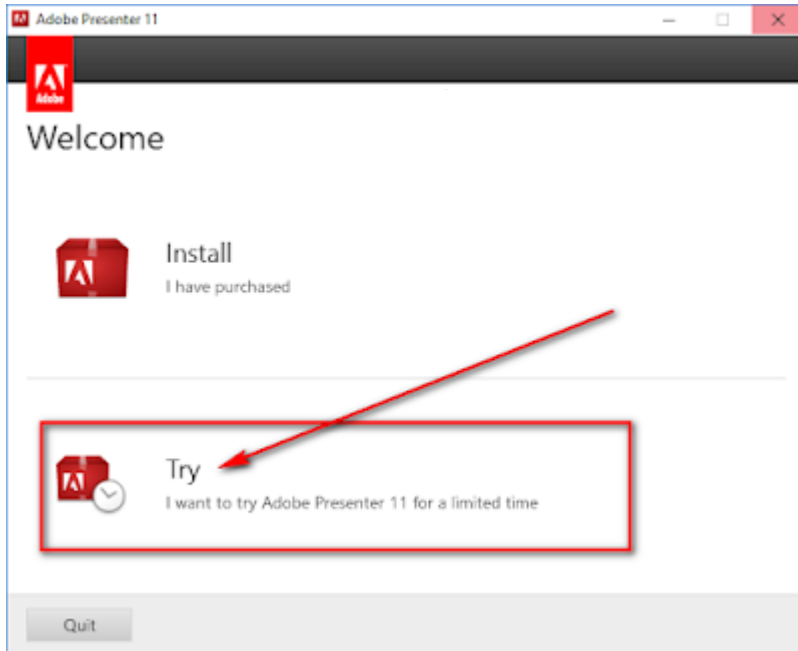 Adobe Presenter 11
Adobe
Welcome
Install
I have purchased
Try
I want to try Adobe Presenter 11 for a limited time
Quit